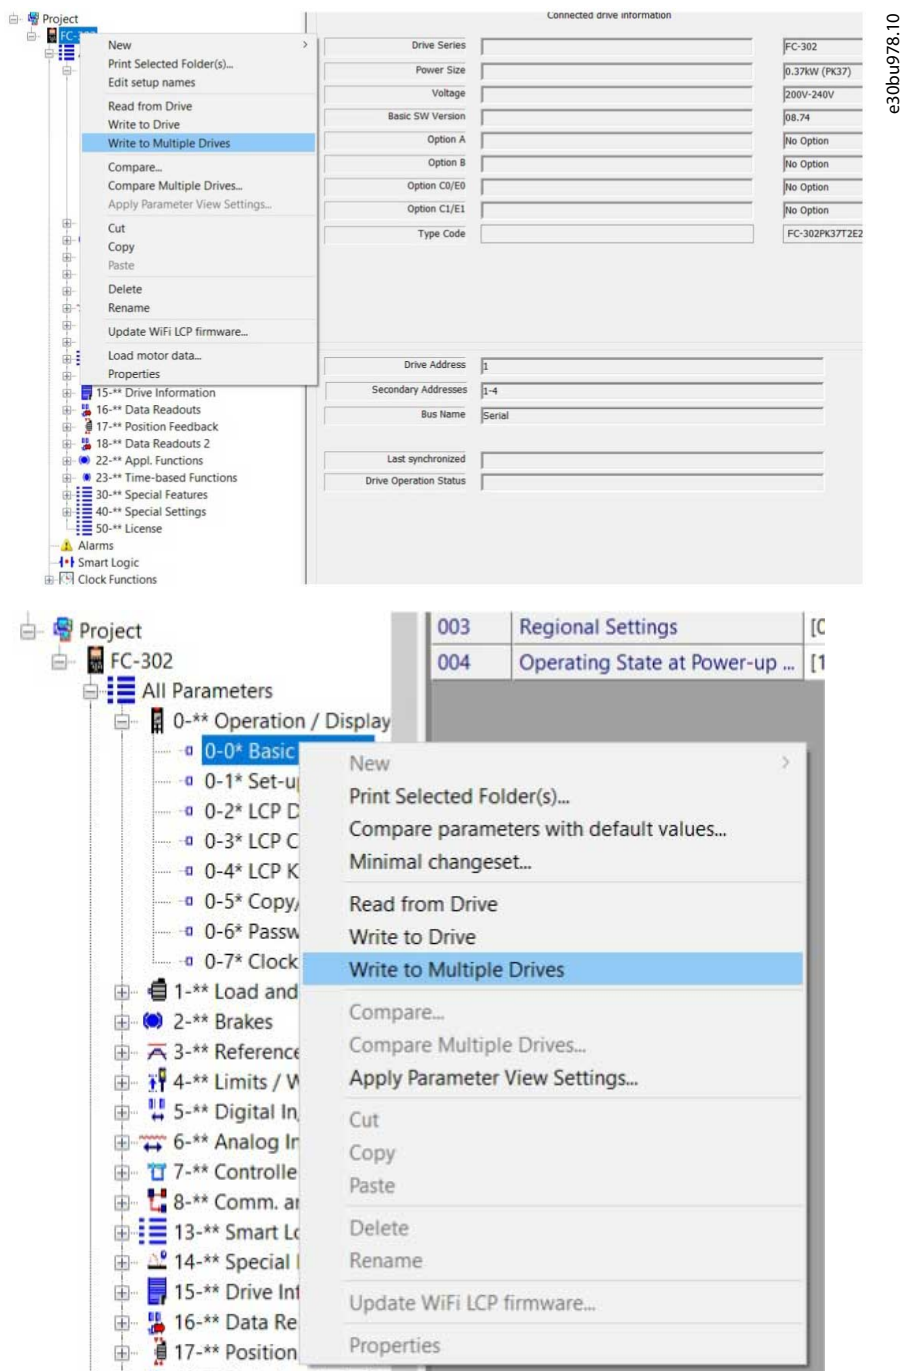 Project
FC-302
New
Print Selected Folder(s)...
Edit setup names
Read from Drive
Write to Drive
Write to Multiple Drives
Compare...
Compare Multiple Drives...
Apply Parameter View Settings...
Cut
Copy
Paste
Delete
Rename
Update WiFi LCP firmware...
Load motor data...
Properties
15-** Drive Information
16-** Data Readouts
17-** Position Feedback
18-** Data Readouts 2
22-** Appl. Functions
23-** Time-based Functions
30-** Special Features
40-** Special Settings
50-** License
Alarms
Smart Logic
Clock Functions
Connected drive information
Drive Series FC-302
Power Size 0.37kW (PK37)
Voltage 200V-240V
Basic SW Version 08.74
Option A No Option
Option B No Option
Option C0/E0 No Option
Option C1/E1 No Option
Type Code FC-302PK37T2E2
Drive Address 1
Secondary Addresses 1-4
Bus Name Serial
Last synchronized
Drive Operation Status
e30bu978.10
Project
FC-302
All Parameters
0-** Operation / Display
0-0* Basic
0-1* Set-u
0-2* LCP D
0-3* LCP C
0-4* LCP K
0-5* Copy/
0-6* Passw
0-7* Clock
1-** Load and
2-** Brakes
3-** Reference
4-** Limits / W
5-** Digital In
6-** Analog In
7-** Controlle
8-** Comm. a
13-** Smart Lo
14-** Special
15-** Drive Inf
16-** Data Re
17-** Position
003 Regional Settings [0
004 Operating State at Power-up ... [1
New
Print Selected Folder(s)...
Compare parameters with default values...
Minimal changeset...
Read from Drive
Write to Drive
Write to Multiple Drives
Compare...
Compare Multiple Drives...
Apply Parameter View Settings...
Cut
Copy
Paste
Delete
Rename
Update WiFi LCP firmware...
Properties